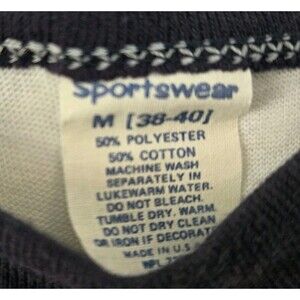 Sportswear
M [38-40]
50% POLYESTER
50% COTTON
MACHINE WASH
SEPARATELY IN
LUKEWARM WATER.
DO NOT BLEACH.
TUMBLE DRY. WARM.
DO NOT DRY CLEAN
OR IRON IF DECORAT
MADE IN U.S.